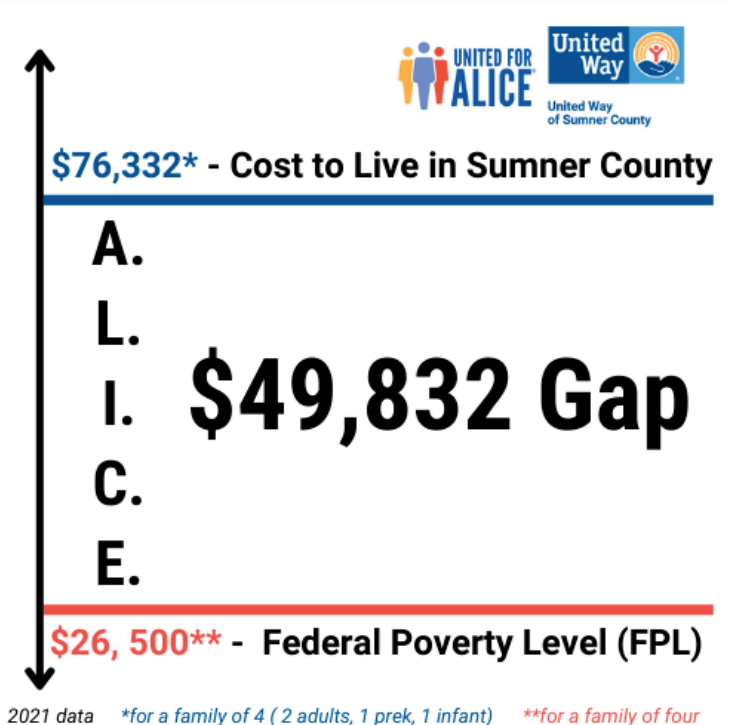 UNITED FOR
ALICE
United
Way
United Way
of Sumner County
$76,332* - Cost to Live in Sumner County
A.
L.
I.
C.
E.
$49,832 Gap
$26, 500** - Federal Poverty Level (FPL)
2021 data *for a family of 4 ( 2 adults, 1 prek, 1 infant) **for a family of four